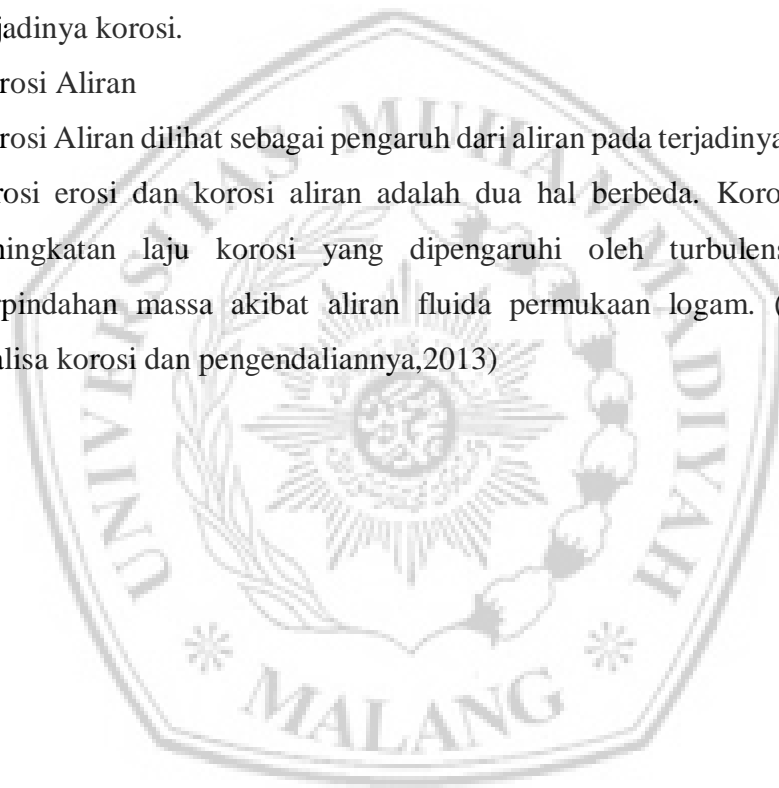 jadinya korosi.
rosi Aliran
rosi Aliran dilihat sebagai pengaruh dari aliran pada terjadinya
rosi erosi dan korosi aliran adalah dua hal berbeda. Koro
ningkatan laju korosi yang dipengaruhi oleh turbulens
rpindahan massa akibat aliran fluida permukaan logam. (
alisa korosi dan pengendaliannya,2013)
UNIVERSITAS MUHAMMADIYAH
MALANG